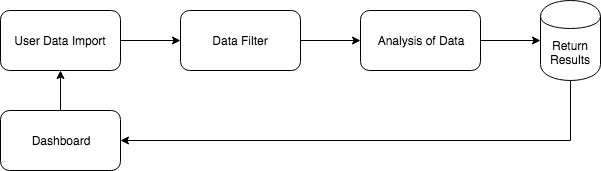 User Data Import
Data Filter
Analysis of Data
Return
Results
Dashboard